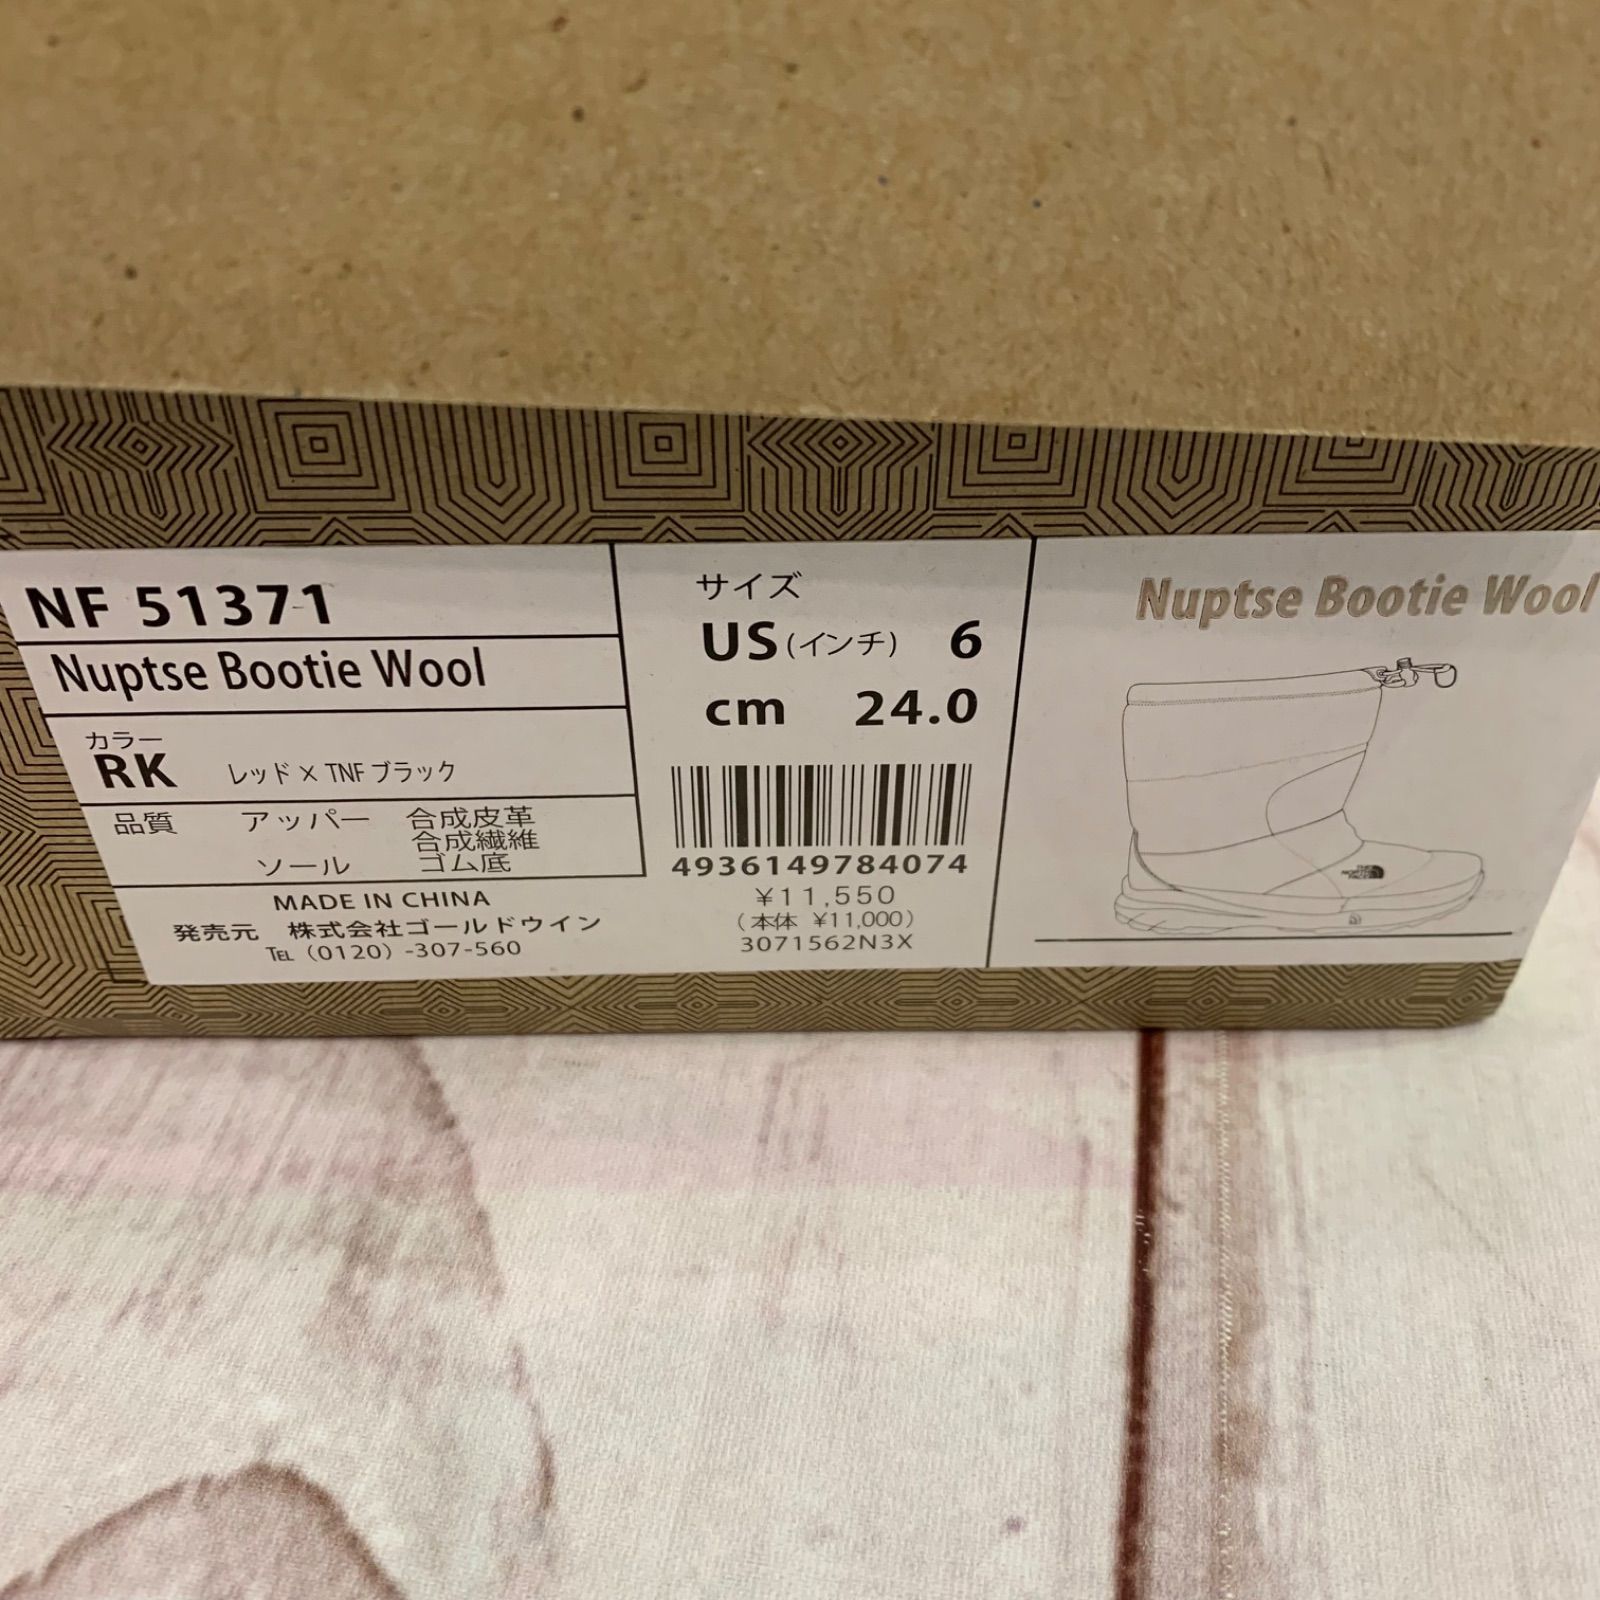 NF 51371
Nuptse Bootie Wool
カラー
RK レッド × TNF ブラック
品質 アッパー 合成皮革
合成繊維
ソール ゴム底
MADE IN CHINA
発売元 株式会社ゴールドウイン
TEL (0120) -307-560
サイズ
US (インチ) 6
cm 24.0
4936149784074
¥11,550
(本体 ¥11,000)
3071562N3X
Nuptse Bootie Wool